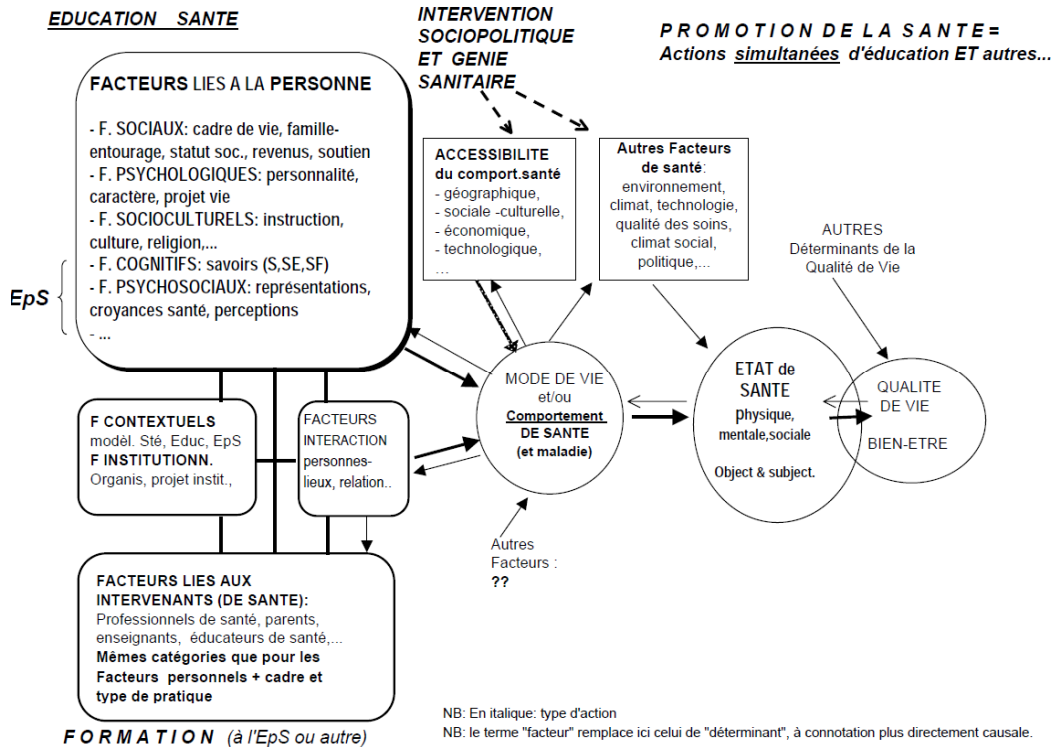 EDUCATION SANTE
INTERVENTION
SOCIOPOLITIQUE
ET GENIE
SANITAIRE
PROMOTION DE LA SANTE=
Actions simultanées d'éducation ET autres...
FACTEURS LIES A LA PERSONNE
- F. SOCIAUX: cadre de vie, famille-
entourage, statut soc., revenus, soutien
- F. PSYCHOLOGIQUES: personnalité,
caractère, projet vie
- F. SOCIOCULTURELS: instruction,
culture, religion,...
- F. COGNITIFS: savoirs (S,SE,SF)
- F. PSYCHOSOCIAUX: représentations,
croyances santé, perceptions
- ...
EpS
ACCESSIBILITE
du comport.santé
- géographique,
- sociale -culturelle,
- économique,
- technologique,
...
Autres Facteurs
de santé:
environnement,
climat, technologie,
qualité des soins,
climat social,
politique,...
AUTRES
Déterminants de la
Qualité de Vie
MODE DE VIE
et/ou
Comportement
DE SANTE
(et maladie)
ETAT de
SANTE
physique,
mentale,sociale
Object & subject.
QUALITE
DE VIE
BIEN-ETRE
F CONTEXTUELS
modèl. Sté, Educ, EpS
F INSTITUTIONN.
Organis, projet instit.,
FACTEURS
INTERACTION
personnes-
lieux, relation..
Autres
Facteurs :
??
FACTEURS LIES AUX
INTERVENANTS (DE SANTE):
Professionnels de santé, parents,
enseignants, éducateurs de santé,...
Mêmes catégories que pour les
Facteurs personnels + cadre et
type de pratique
FORMATION (à l'EpS ou autre)
NB: En italique: type d'action
NB: le terme "facteur" remplace ici celui de "déterminant", à connotation plus directement causale.